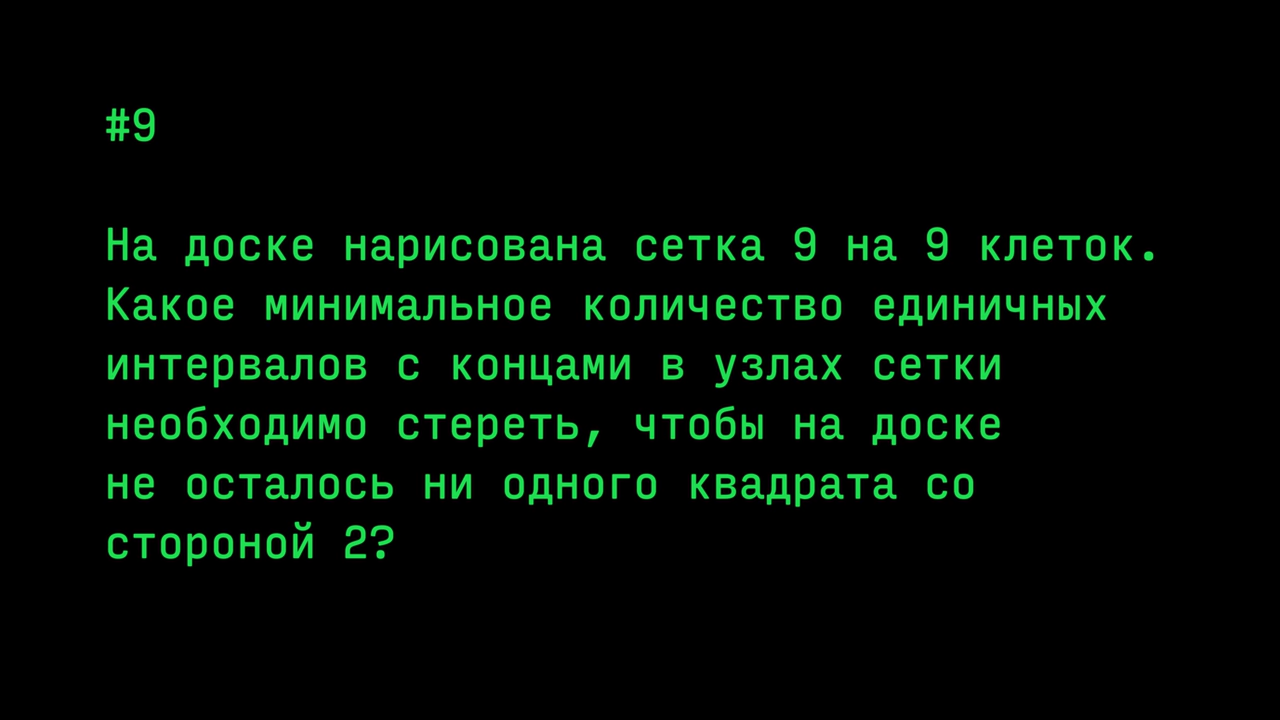 #9
На доске нарисована сетка 9 на 9 клеток.
Какое минимальное количество единичных
интервалов с концами в узлах сетки
необходимо стереть, чтобы на доске
не осталось ни одного квадрата со
стороной 2?